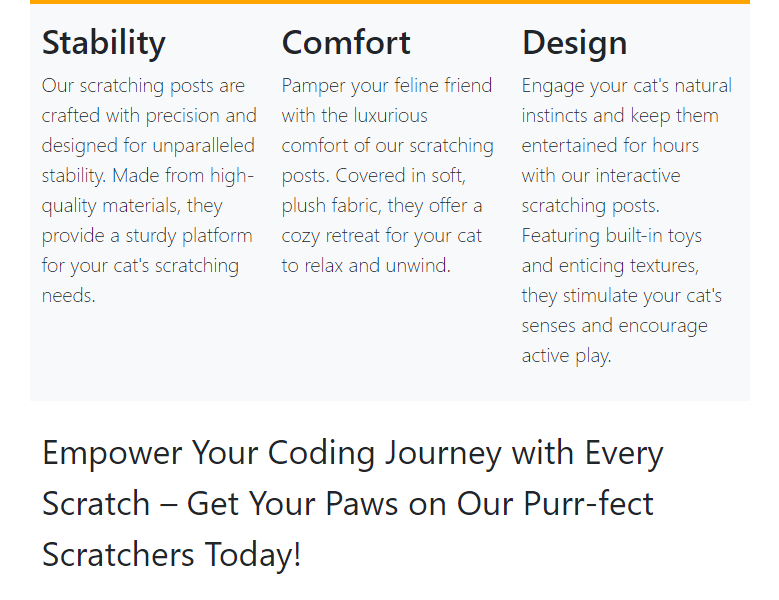 Stability
Our scratching posts are
crafted with precision and
designed for unparalleled
stability. Made from high-
quality materials, they
provide a sturdy platform
for your cat's scratching
needs.
Comfort
Pamper your feline friend
with the luxurious
comfort of our scratching
posts. Covered in soft,
plush fabric, they offer a
cozy retreat for your cat
to relax and unwind.
Design
Engage your cat's natural
instincts and keep them
entertained for hours
with our interactive
scratching posts.
Featuring built-in toys
and enticing textures,
they stimulate your cat's
senses and encourage
active play.
Empower Your Coding Journey with Every
Scratch – Get Your Paws on Our Purr-fect
Scratchers Today!